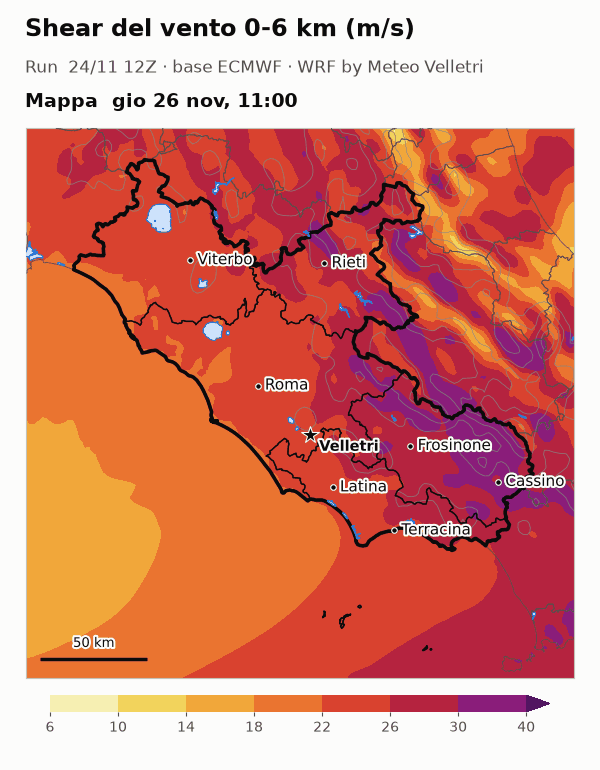 Shear del vento 0-6 km (m/s)
Run  24/11 12Z · base ECMWF · WRF by Meteo Velletri
Mappa  gio 26 nov, 11:00
Viterbo
Rieti
Roma
Velletri
Frosinone
Latina
Cassino
Terracina
50 km
6 10 14 18 22 26 30 40